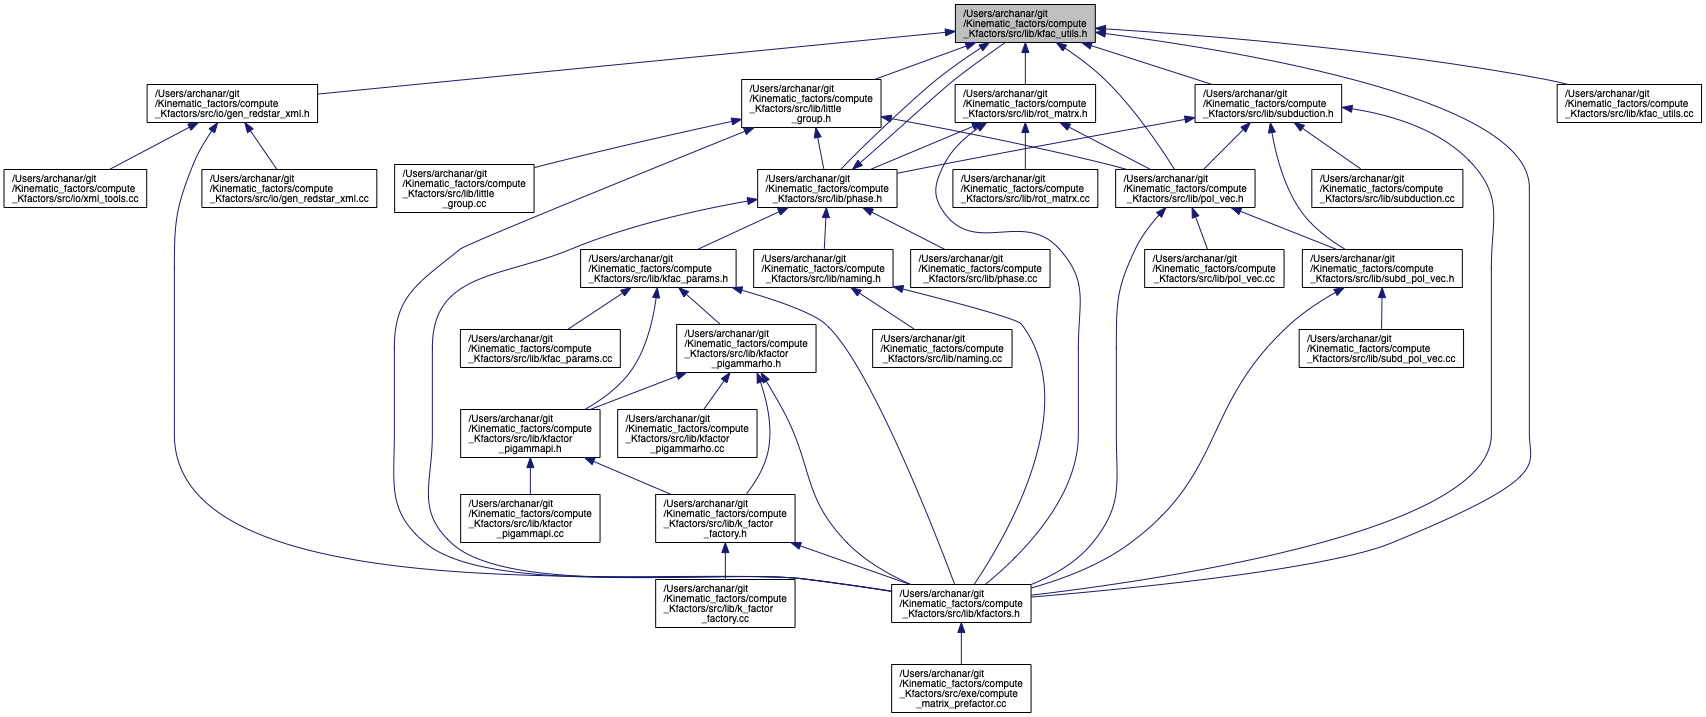 /Users/archanar/git
/Kinematic_factors/compute
_Kfactors/src/lib/kfac_utils.h
/Users/archanar/git
/Kinematic_factors/compute
_Kfactors/src/io/gen_redstar_xml.h
/Users/archanar/git
/Kinematic_factors/compute
_Kfactors/src/lib/little
_group.h
/Users/archanar/git
/Kinematic_factors/compute
_Kfactors/src/lib/rot_matrx.h
/Users/archanar/git
/Kinematic_factors/compute
_Kfactors/src/lib/subduction.h
/Users/archanar/git
/Kinematic_factors/compute
_Kfactors/src/lib/kfac_utils.cc
/Users/archanar/git
/Kinematic_factors/compute
_Kfactors/src/io/xml_tools.cc
/Users/archanar/git
/Kinematic_factors/compute
_Kfactors/src/io/gen_redstar_xml.cc
/Users/archanar/git
/Kinematic_factors/compute
_Kfactors/src/lib/little
_group.cc
/Users/archanar/git
/Kinematic_factors/compute
_Kfactors/src/lib/phase.h
/Users/archanar/git
/Kinematic_factors/compute
_Kfactors/src/lib/rot_matrx.cc
/Users/archanar/git
/Kinematic_factors/compute
_Kfactors/src/lib/pol_vec.h
/Users/archanar/git
/Kinematic_factors/compute
_Kfactors/src/lib/subduction.cc
/Users/archanar/git
/Kinematic_factors/compute
_Kfactors/src/lib/kfac_params.h
/Users/archanar/git
/Kinematic_factors/compute
_Kfactors/src/lib/naming.h
/Users/archanar/git
/Kinematic_factors/compute
_Kfactors/src/lib/phase.cc
/Users/archanar/git
/Kinematic_factors/compute
_Kfactors/src/lib/pol_vec.cc
/Users/archanar/git
/Kinematic_factors/compute
_Kfactors/src/lib/subd_pol_vec.h
/Users/archanar/git
/Kinematic_factors/compute
_Kfactors/src/lib/kfac_params.cc
/Users/archanar/git
/Kinematic_factors/compute
_Kfactors/src/lib/kfactor
_pigammarho.h
/Users/archanar/git
/Kinematic_factors/compute
_Kfactors/src/lib/naming.cc
/Users/archanar/git
/Kinematic_factors/compute
_Kfactors/src/lib/subd_pol_vec.cc
/Users/archanar/git
/Kinematic_factors/compute
_Kfactors/src/lib/kfactor
_pigammapi.h
/Users/archanar/git
/Kinematic_factors/compute
_Kfactors/src/lib/kfactor
_pigammarho.cc
/Users/archanar/git
/Kinematic_factors/compute
_Kfactors/src/lib/kfactor
_pigammapi.cc
/Users/archanar/git
/Kinematic_factors/compute
_Kfactors/src/lib/k_factor
_factory.h
/Users/archanar/git
/Kinematic_factors/compute
_Kfactors/src/lib/k_factor
_factory.cc
/Users/archanar/git
/Kinematic_factors/compute
_Kfactors/src/lib/kfactors.h
/Users/archanar/git
/Kinematic_factors/compute
_Kfactors/src/exe/compute
_matrix_prefactor.cc